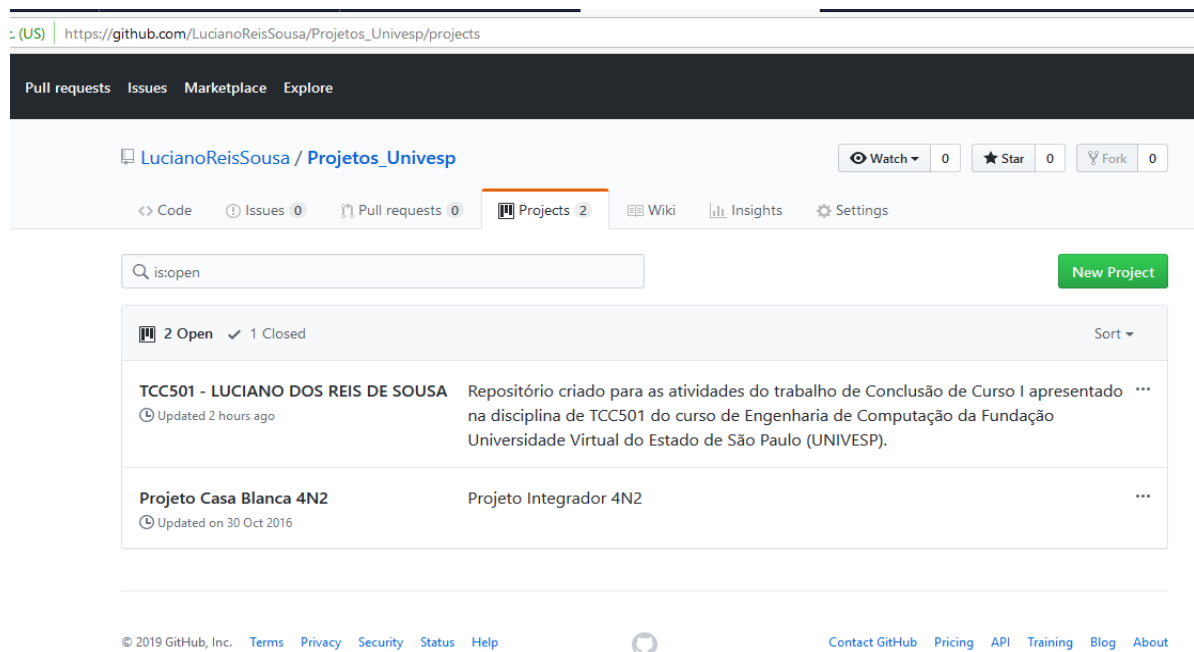 . (US) https://github.com/LucianoReisSousa/Projetos_Univesp/projects
Pull requests Issues Marketplace Explore
LucianoReisSousa / Projetos_Univesp
Watch 0 Star 0 Fork 0
<> Code Issues 0 Pull requests 0 Projects 2 Wiki Insights Settings
is:open
New Project
2 Open 1 Closed
Sort
TCC501 - LUCIANO DOS REIS DE SOUSA
Updated 2 hours ago
Repositório criado para as atividades do trabalho de Conclusão de Curso I apresentado ...
na disciplina de TCC501 do curso de Engenharia de Computação da Fundação
Universidade Virtual do Estado de São Paulo (UNIVESP).
Projeto Casa Blanca 4N2
Updated on 30 Oct 2016
Projeto Integrador 4N2 ...
© 2019 GitHub, Inc. Terms Privacy Security Status Help
Contact GitHub Pricing API Training Blog About